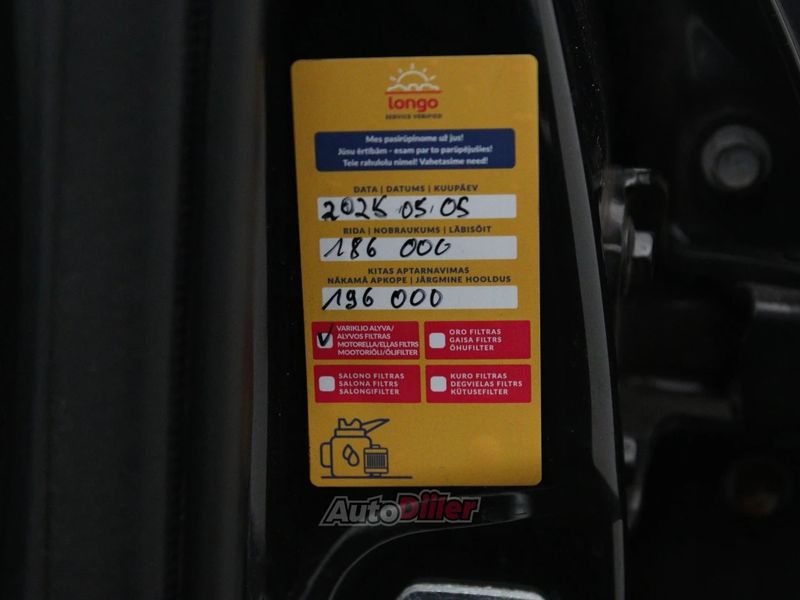 longo
SERVICE VERIFIED
Mes pasirūpinome už jus!
Jūsu ērtībām - esam par to parūpējušies!
Teie rahulolu nimel! Vahetasime need!
DATA | DATUMS | KUUPÄEV
2025 05.05
RIDA | NOBRAUKUMS | LÄBISÕIT
186 000
KITAS APTARNAVIMAS
NĀKAMĀ APKOPE | JÄRGMINE HOOLDUS
196 000
VARIKLIO ALYVA/
ALYVOS FILTRAS
MOTOREĻĻA/EĻĻAS FILTRS
MOOTORIÕLI/ÕLIFILTER
ORO FILTRAS
GAISA FILTRS
ÕHUFILTER
SALONO FILTRAS
SALONA FILTRS
SALONGIFILTER
KURO FILTRAS
DEGVIELAS FILTRS
KÜTUSEFILTER
AutoDiler